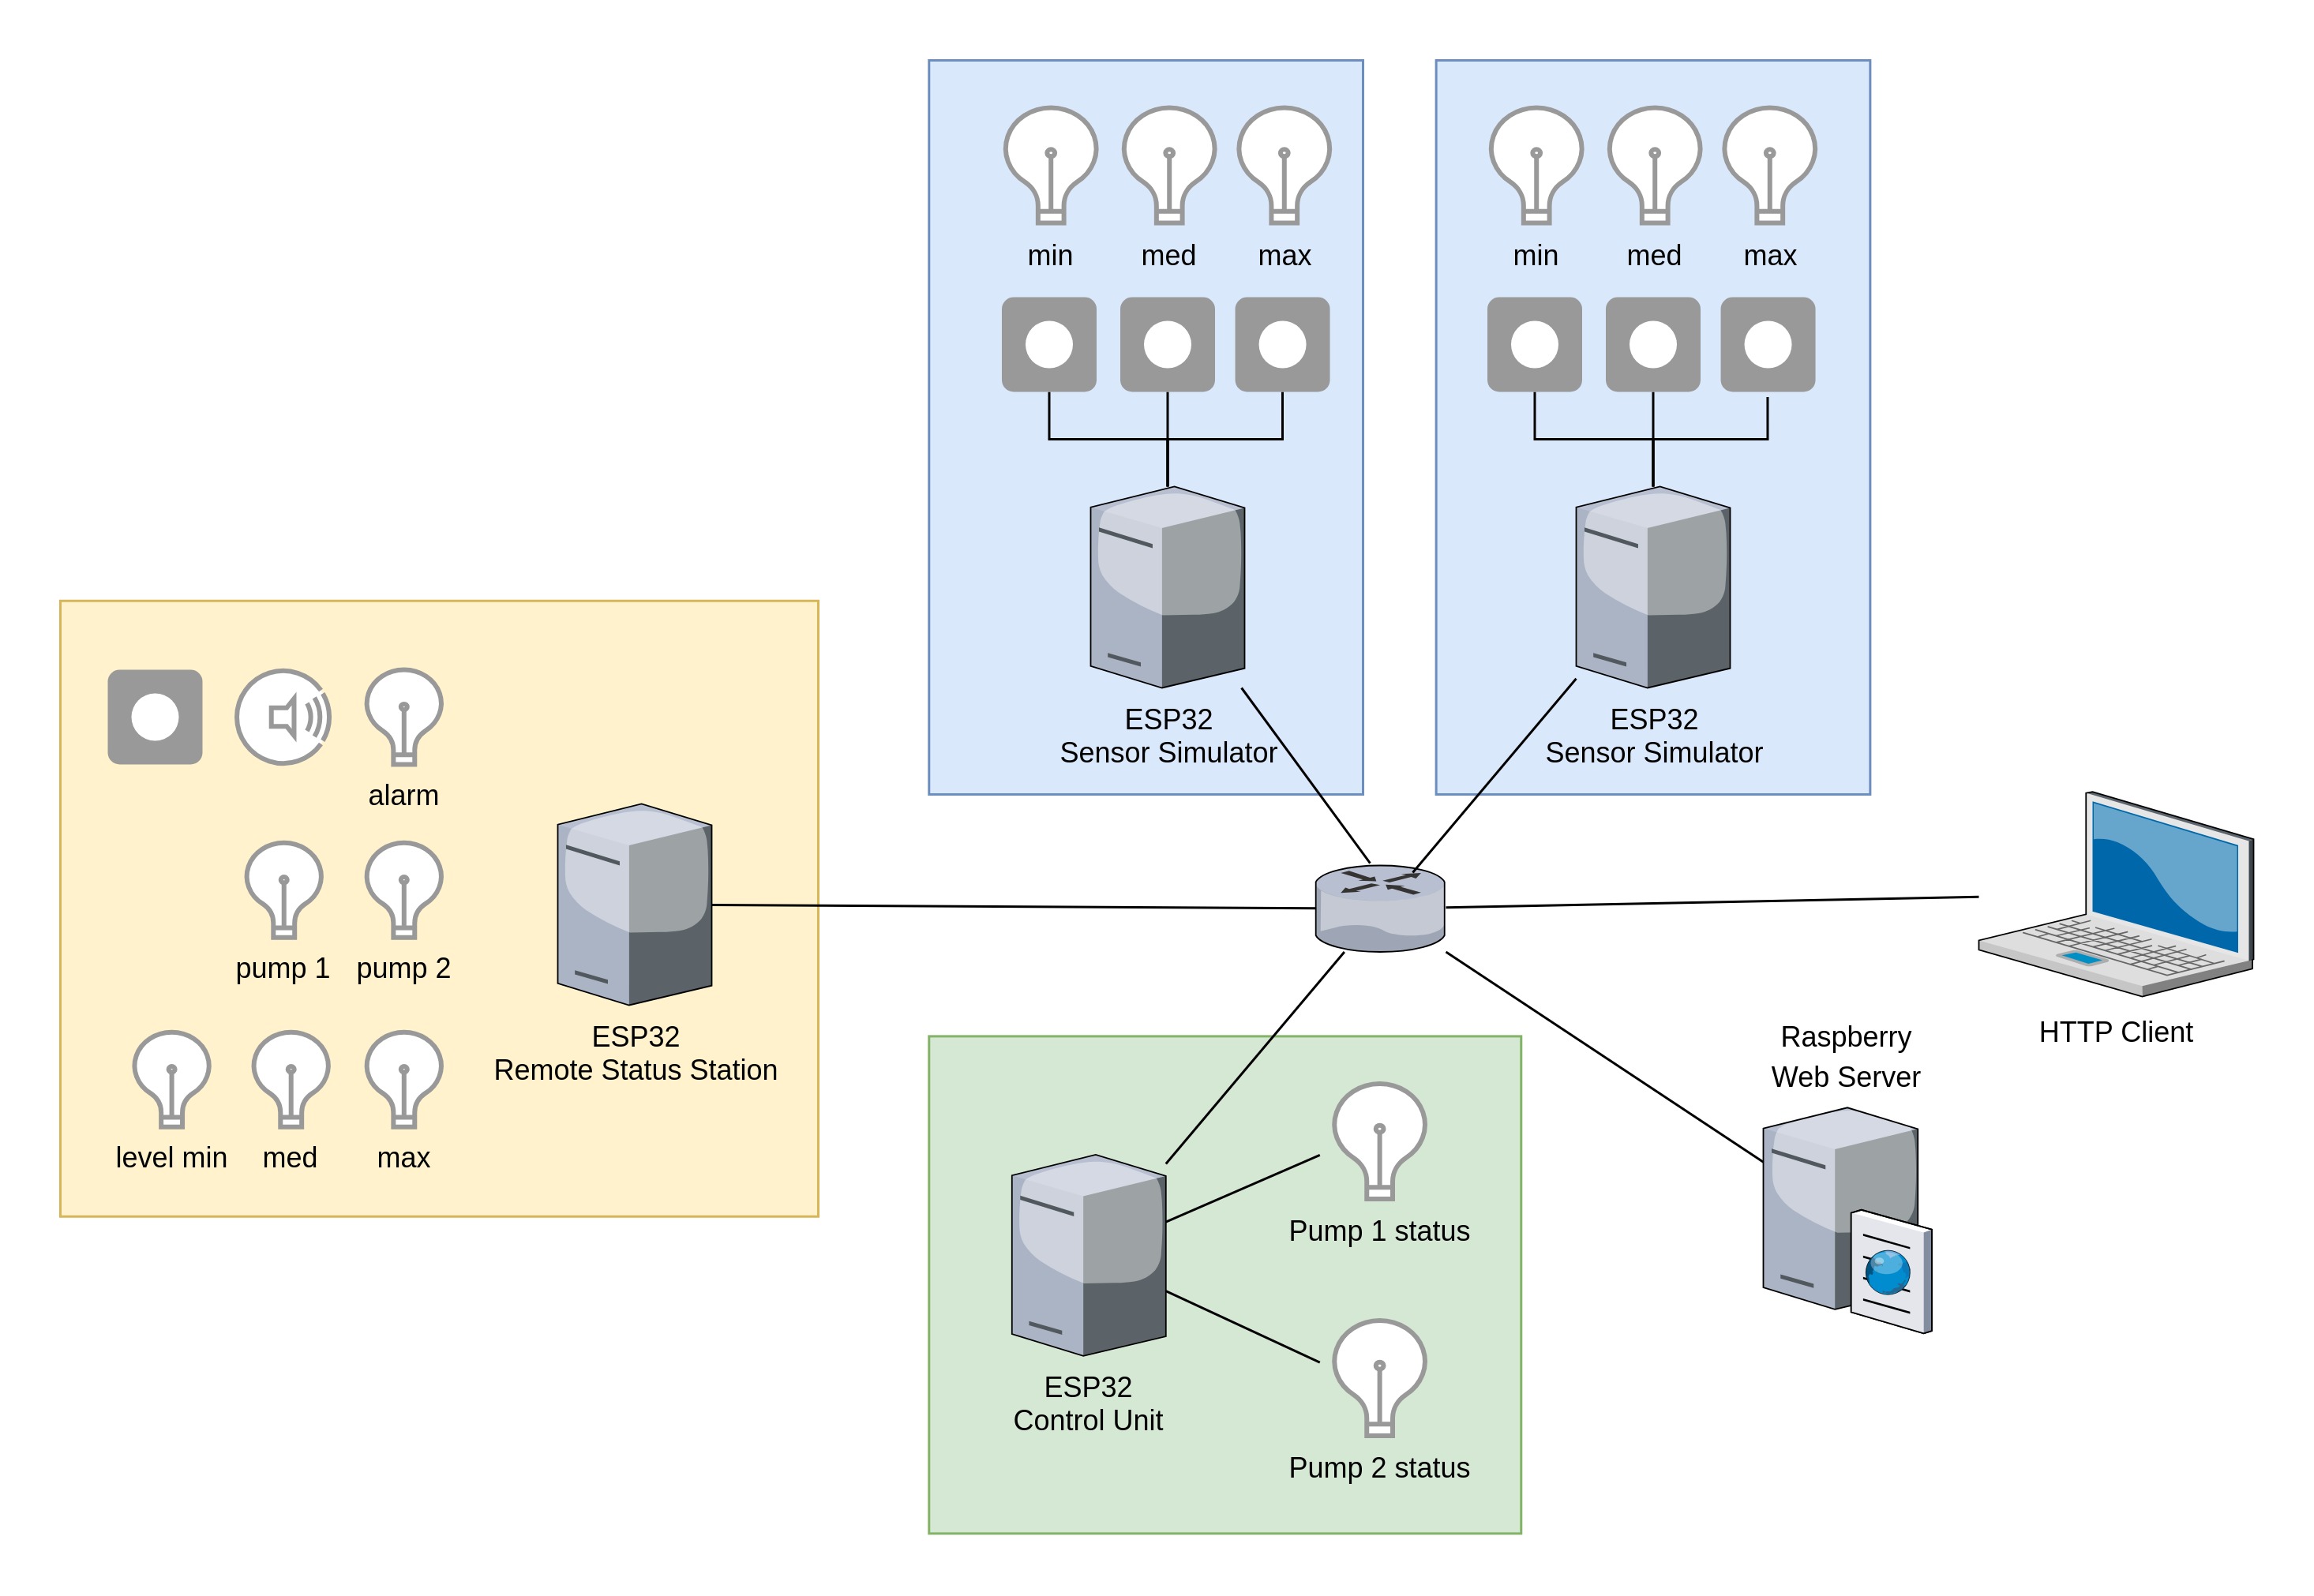 min
med
max
min
med
max
ESP32
Sensor Simulator
ESP32
Sensor Simulator
alarm
pump 1
pump 2
ESP32
Remote Status Station
level min
med
max
HTTP Client
Raspberry
Web Server
Pump 1 status
ESP32
Control Unit
Pump 2 status